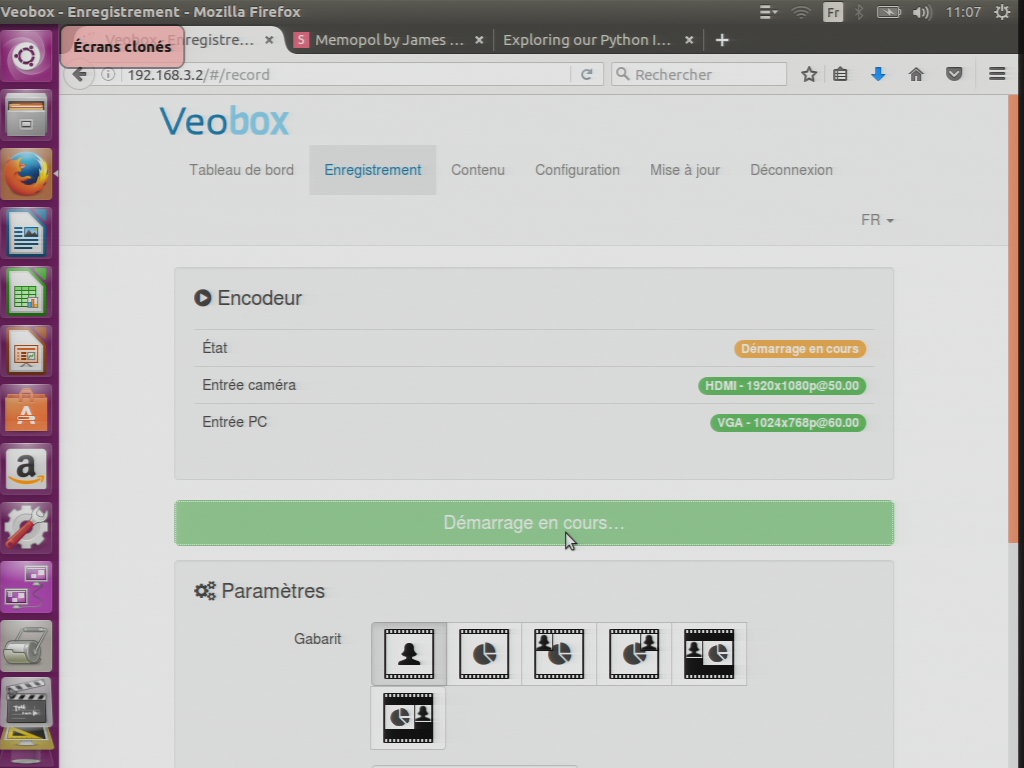 Veobox - Enregistrement - Mozilla Firefox
Fr
11:07
Écrans clonés
Veobox - Enregistre…
S Memopol by James …
Exploring our Python I…
192.168.3.2/#/record
Rechercher
Veobox
Tableau de bord
Enregistrement
Contenu
Configuration
Mise à jour
Déconnexion
FR
Encodeur
État
Démarrage en cours
Entrée caméra
HDMI - 1920x1080p@50.00
Entrée PC
VGA - 1024x768p@60.00
Démarrage en cours…
Paramètres
Gabarit